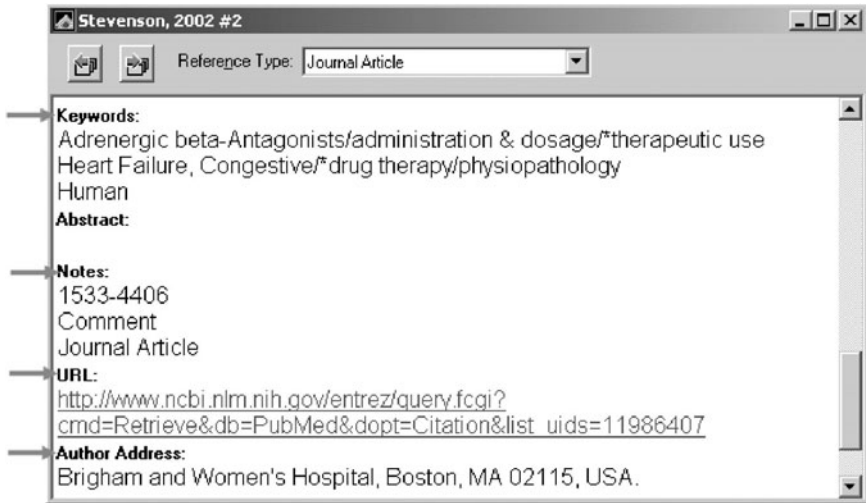 Stevenson, 2002 #2
Reference Type: Journal Article
Keywords:
Adrenergic beta-Antagonists/administration & dosage/*therapeutic use
Heart Failure, Congestive/*drug therapy/physiopathology
Human
Abstract:
Notes:
1533-4406
Comment
Journal Article
URL:
http://www.ncbi.nlm.nih.gov/entrez/query.fcgi?
cmd=Retrieve&db=PubMed&dopt=Citation&list_uids=11986407
Author Address:
Brigham and Women's Hospital, Boston, MA 02115, USA.